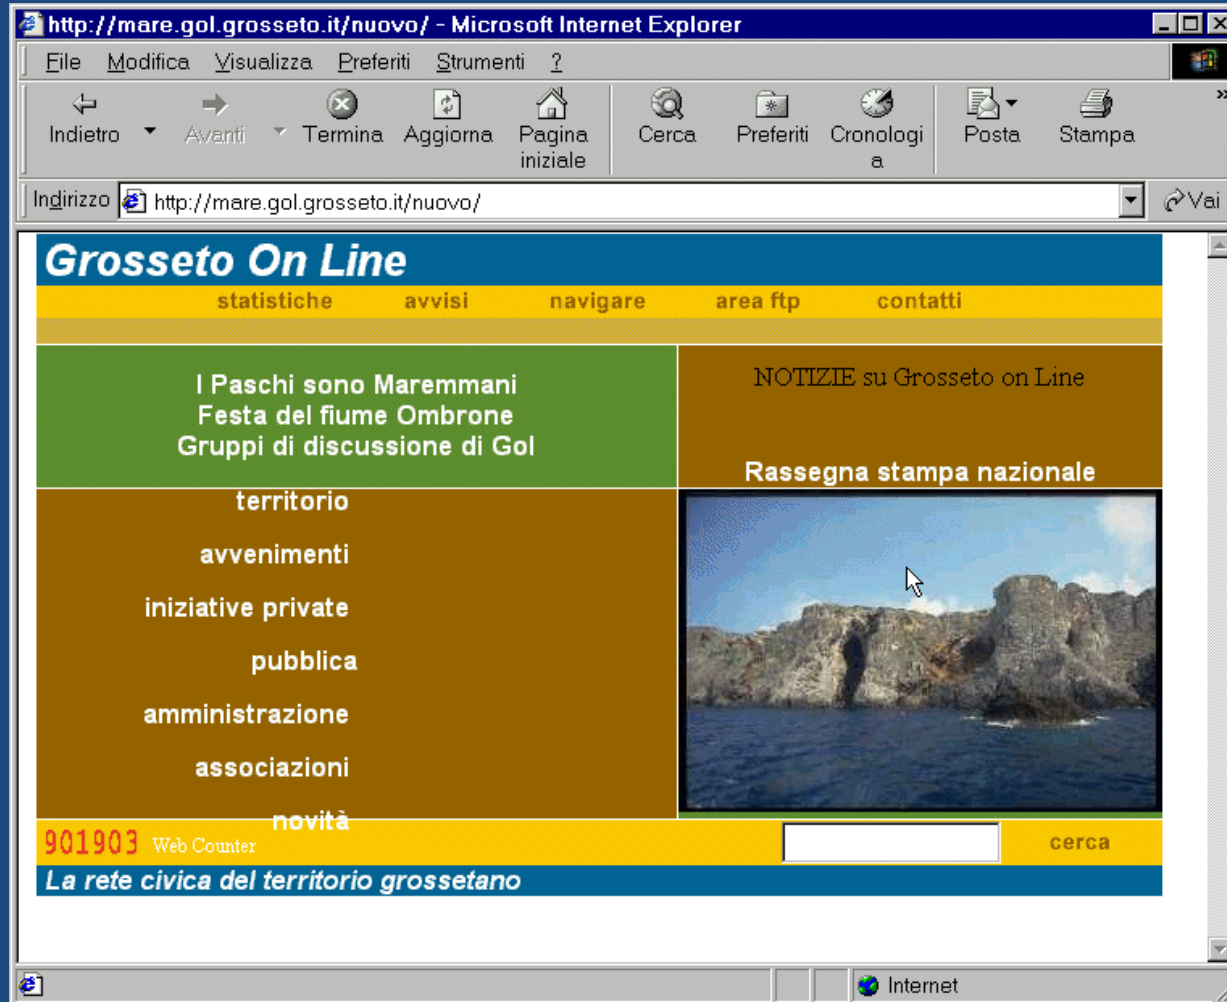 http://mare.gol.grosseto.it/nuovo/ - Microsoft Internet Explorer
File Modifica Visualizza Preferiti Strumenti ?
Indietro Avanti Termina Aggiorna Pagina iniziale Cerca Preferiti Cronologia Posta Stampa
Indirizzo http://mare.gol.grosseto.it/nuovo/ Vai
Grosseto On Line
statistiche avvisi navigare area ftp contatti
I Paschi sono Maremmani
Festa del fiume Ombrone
Gruppi di discussione di Gol
NOTIZIE su Grosseto on Line
Rassegna stampa nazionale
territorio
avvenimenti
iniziative private
pubblica
amministrazione
associazioni
novità
901903 Web Counter cerca
La rete civica del territorio grossetano
Internet